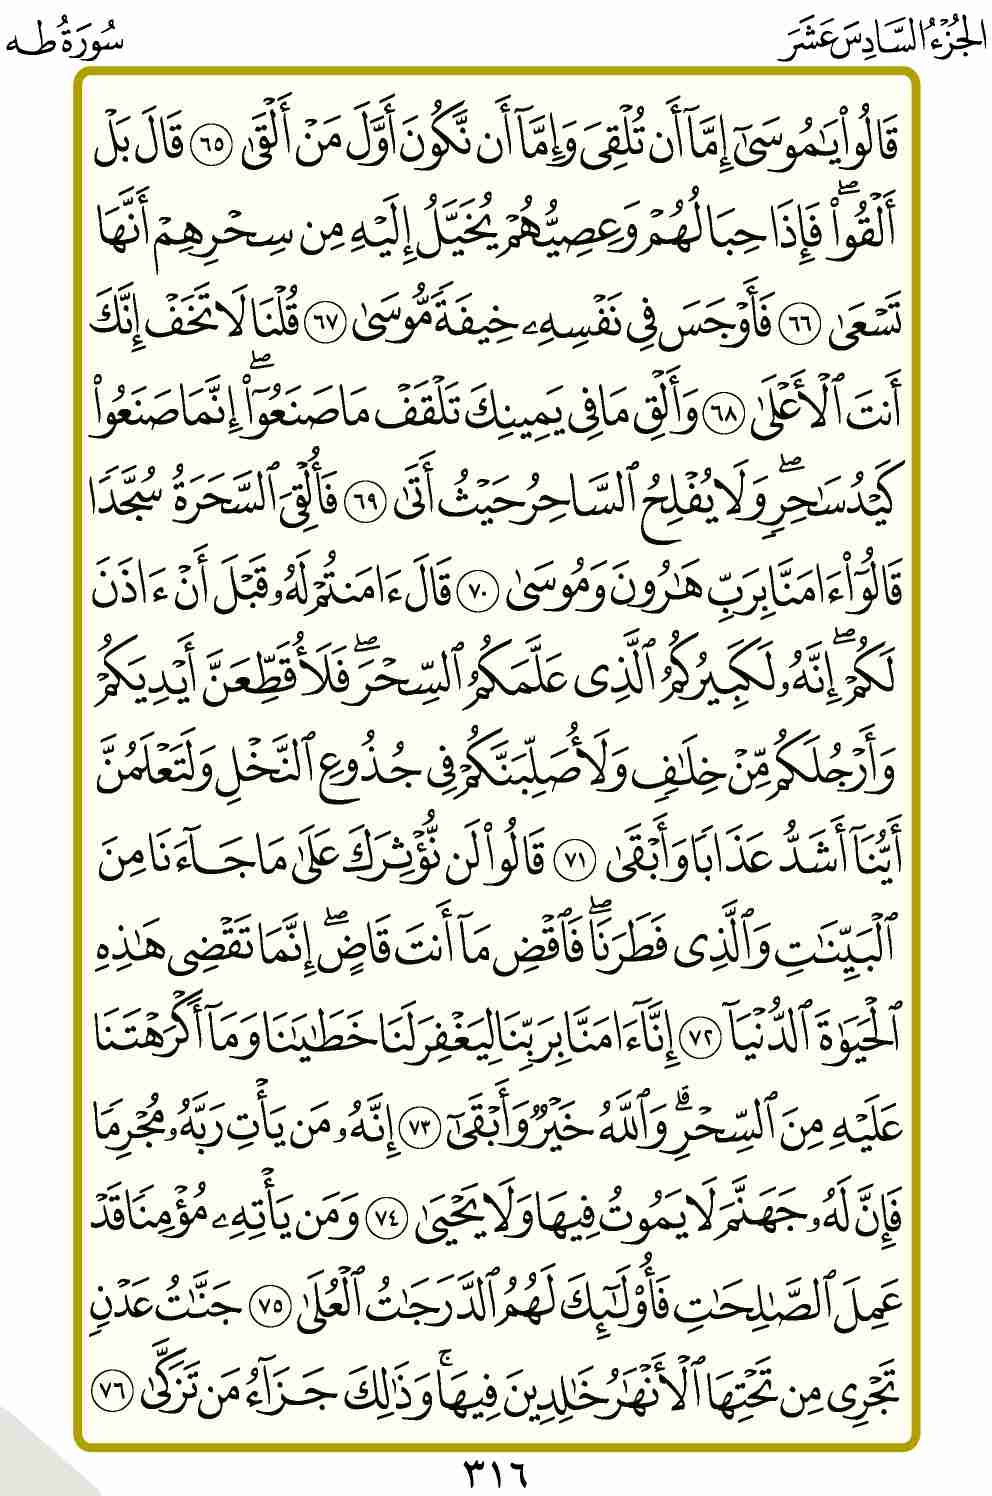 الجُزْءُ السَّادِسَ عَشَرَ
سُورَةُ طه
قَالُوا۟ يَـٰمُوسَىٰٓ إِمَّآ أَن تُلْقِىَ وَإِمَّآ أَن نَّكُونَ أَوَّلَ مَنْ أَلْقَىٰ ٦٥ قَالَ بَلْ
أَلْقُوا۟ ۖ فَإِذَا حِبَالُهُمْ وَعِصِيُّهُمْ يُخَيَّلُ إِلَيْهِ مِن سِحْرِهِمْ أَنَّهَا
تَسْعَىٰ ٦٦ فَأَوْجَسَ فِى نَفْسِهِۦ خِيفَةً مُّوسَىٰ ٦٧ قُلْنَا لَا تَخَفْ إِنَّكَ
أَنتَ ٱلْأَعْلَىٰ ٦٨ وَأَلْقِ مَا فِى يَمِينِكَ تَلْقَفْ مَا صَنَعُوٓا۟ ۖ إِنَّمَا صَنَعُوا۟
كَيْدُ سَـٰحِرٍ ۖ وَلَا يُفْلِحُ ٱلسَّاحِرُ حَيْثُ أَتَىٰ ٦٩ فَأُلْقِىَ ٱلسَّحَرَةُ سُجَّدًا
قَالُوٓا۟ ءَامَنَّا بِرَبِّ هَـٰرُونَ وَمُوسَىٰ ٧٠ قَالَ ءَامَنتُمْ لَهُۥ قَبْلَ أَنْ ءَاذَنَ
لَكُمْ ۖ إِنَّهُۥ لَكَبِيرُكُمُ ٱلَّذِى عَلَّمَكُمُ ٱلسِّحْرَ ۖ فَلَأُقَطِّعَنَّ أَيْدِيَكُمْ
وَأَرْجُلَكُم مِّنْ خِلَـٰفٍ وَلَأُصَلِّبَنَّكُمْ فِى جُذُوعِ ٱلنَّخْلِ وَلَتَعْلَمُنَّ
أَيُّنَآ أَشَدُّ عَذَابًا وَأَبْقَىٰ ٧١ قَالُوا۟ لَن نُّؤْثِرَكَ عَلَىٰ مَا جَآءَنَا مِنَ
ٱلْبَيِّنَـٰتِ وَٱلَّذِى فَطَرَنَا ۖ فَٱقْضِ مَآ أَنتَ قَاضٍ ۖ إِنَّمَا تَقْضِى هَـٰذِهِ
ٱلْحَيَوٰةَ ٱلدُّنْيَآ ٧٢ إِنَّآ ءَامَنَّا بِرَبِّنَا لِيَغْفِرَ لَنَا خَطَـٰيَـٰنَا وَمَآ أَكْرَهْتَنَا
عَلَيْهِ مِنَ ٱلسِّحْرِ ۗ وَٱللَّهُ خَيْرٌ وَأَبْقَىٰٓ ٧٣ إِنَّهُۥ مَن يَأْتِ رَبَّهُۥ مُجْرِمًا
فَإِنَّ لَهُۥ جَهَنَّمَ لَا يَمُوتُ فِيهَا وَلَا يَحْيَىٰ ٧٤ وَمَن يَأْتِهِۦ مُؤْمِنًا قَدْ
عَمِلَ ٱلصَّـٰلِحَـٰتِ فَأُو۟لَـٰٓئِكَ لَهُمُ ٱلدَّرَجَـٰتُ ٱلْعُلَىٰ ٧٥ جَنَّـٰتُ عَدْنٍ
تَجْرِى مِن تَحْتِهَا ٱلْأَنْهَـٰرُ خَـٰلِدِينَ فِيهَا ۚ وَذَٰلِكَ جَزَآءُ مَن تَزَكَّىٰ ٧٦
٣١٦